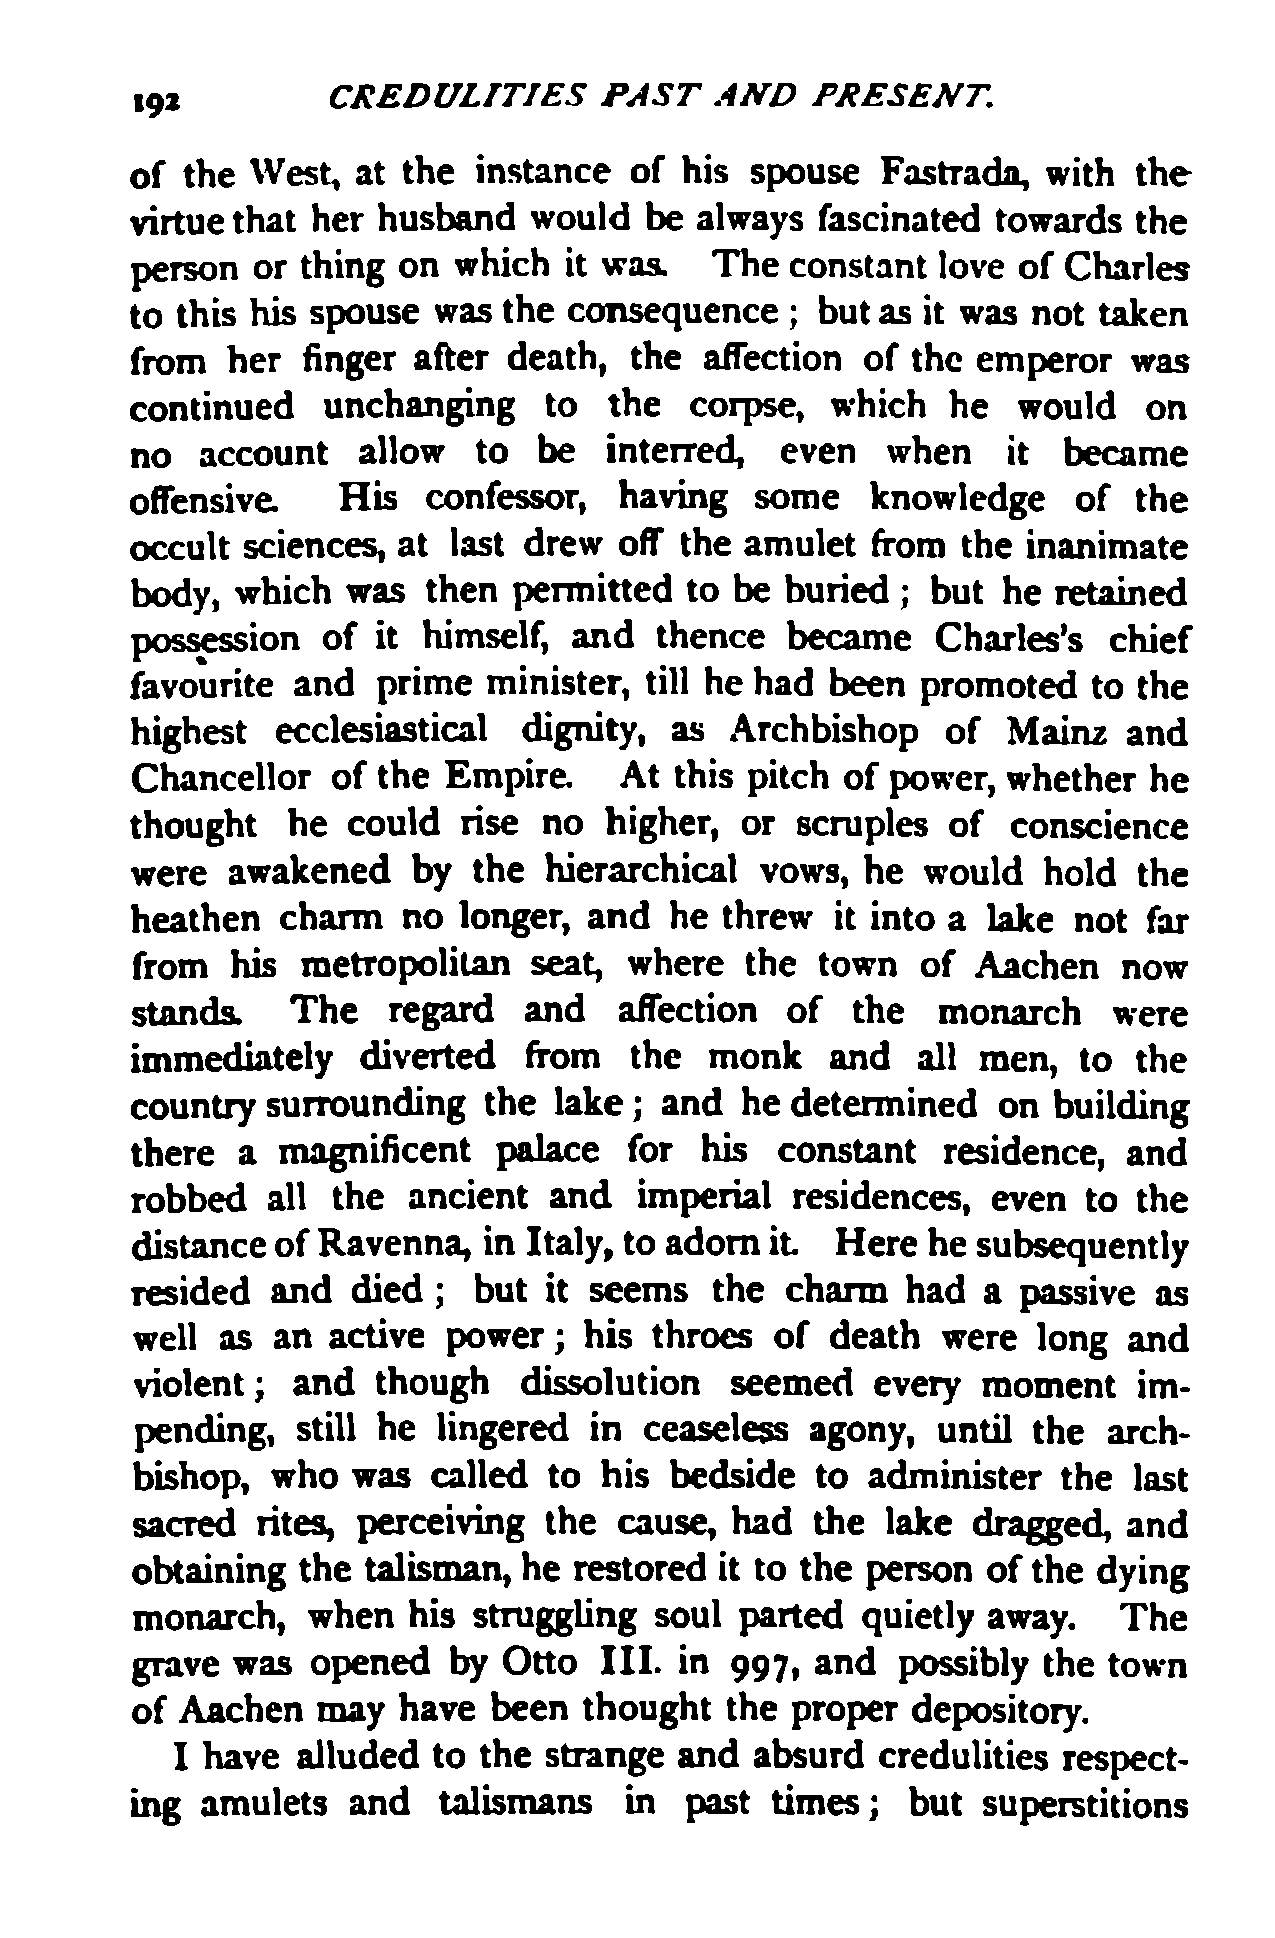 192 CREDULITIES PAST AND PRESENT.
of the West, at the instance of his spouse Fastrada, with the
virtue that her husband would be always fascinated towards the
person or thing on which it was. The constant love of Charles
to this his spouse was the consequence ; but as it was not taken
from her finger after death, the affection of the emperor was
continued unchanging to the corpse, which he would on
no account allow to be interred, even when it became
offensive. His confessor, having some knowledge of the
occult sciences, at last drew off the amulet from the inanimate
body, which was then permitted to be buried ; but he retained
possession of it himself, and thence became Charles's chief
favourite and prime minister, till he had been promoted to the
highest ecclesiastical dignity, as Archbishop of Mainz and
Chancellor of the Empire. At this pitch of power, whether he
thought he could rise no higher, or scruples of conscience
were awakened by the hierarchical vows, he would hold the
heathen charm no longer, and he threw it into a lake not far
from his metropolitan seat, where the town of Aachen now
stands. The regard and affection of the monarch were
immediately diverted from the monk and all men, to the
country surrounding the lake ; and he determined on building
there a magnificent palace for his constant residence, and
robbed all the ancient and imperial residences, even to the
distance of Ravenna, in Italy, to adorn it. Here he subsequently
resided and died ; but it seems the charm had a passive as
well as an active power ; his throes of death were long and
violent ; and though dissolution seemed every moment im-
pending, still he lingered in ceaseless agony, until the arch-
bishop, who was called to his bedside to administer the last
sacred rites, perceiving the cause, had the lake dragged, and
obtaining the talisman, he restored it to the person of the dying
monarch, when his struggling soul parted quietly away. The
grave was opened by Otto III. in 997, and possibly the town
of Aachen may have been thought the proper depository.
I have alluded to the strange and absurd credulities respect-
ing amulets and talismans in past times ; but superstitions